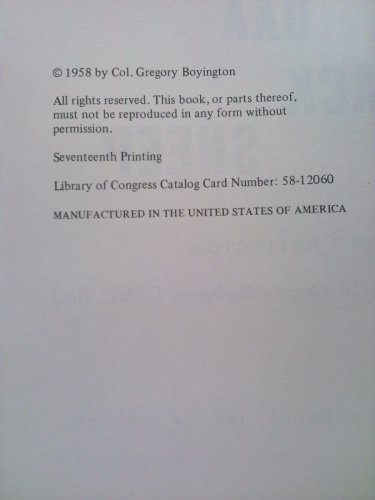 © 1958 by Col. Gregory Boyington
All rights reserved. This book, or parts thereof,
must not be reproduced in any form without
permission.
Seventeenth Printing
Library of Congress Catalog Card Number: 58-12060
MANUFACTURED IN THE UNITED STATES OF AMERICA